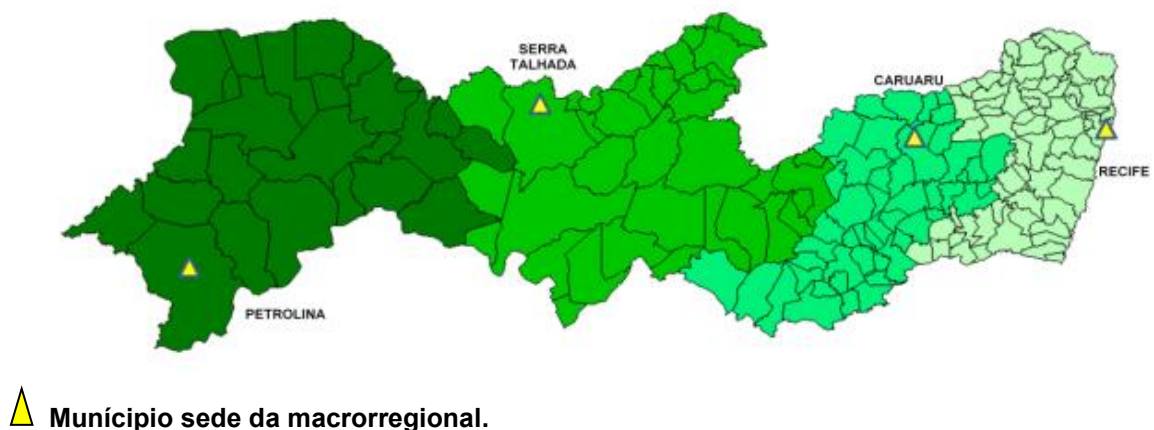 SERRA
TALHADA
CARUARU
RECIFE
PETROLINA
Munícipio sede da macrorregional.